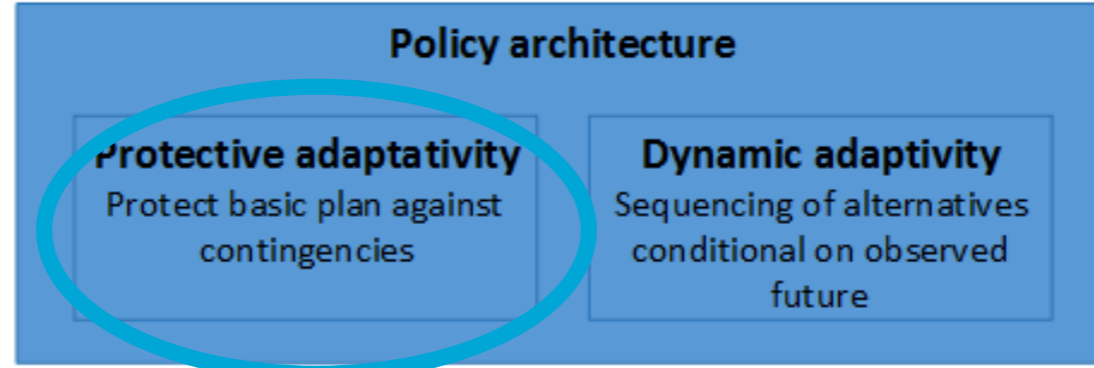 Policy architecture
Protective adaptativity
Protect basic plan against
contingencies
Dynamic adaptivity
Sequencing of alternatives
conditional on observed
future